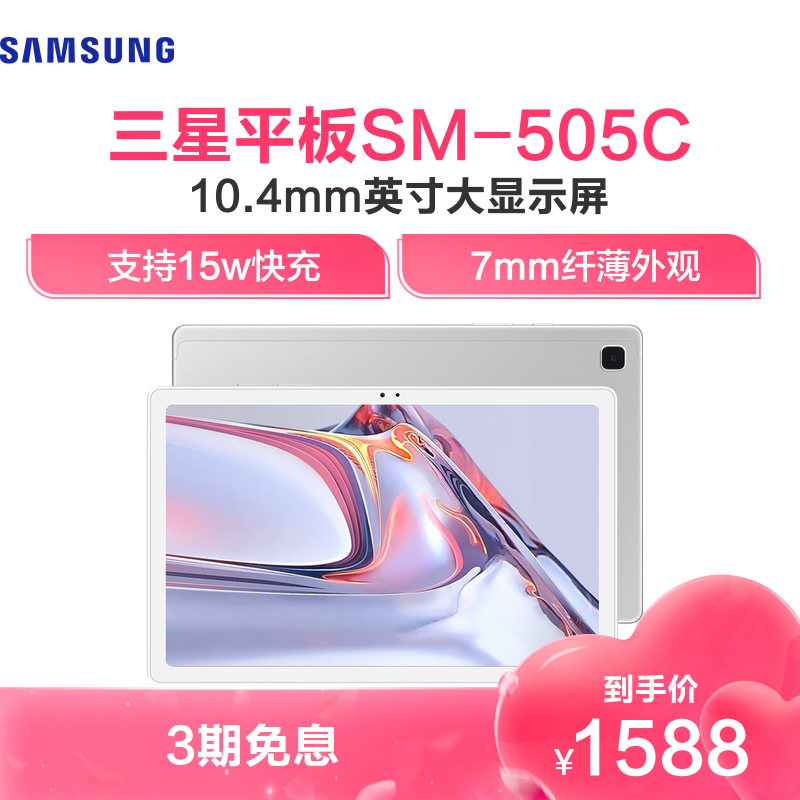 SAMSUNG
三星平板SM-505C
10.4mm英寸大显示屏
支持15w快充
7mm纤薄外观
3期免息
到手价
¥1588